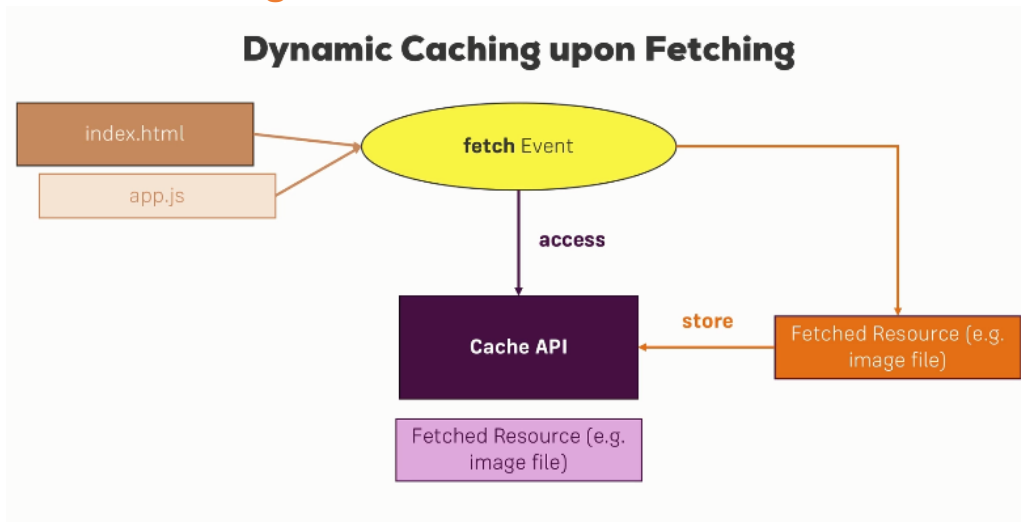 Dynamic Caching upon Fetching
index.html
app.js
fetch Event
access
Cache API
store
Fetched Resource (e.g.
image file)
Fetched Resource (e.g.
image file)